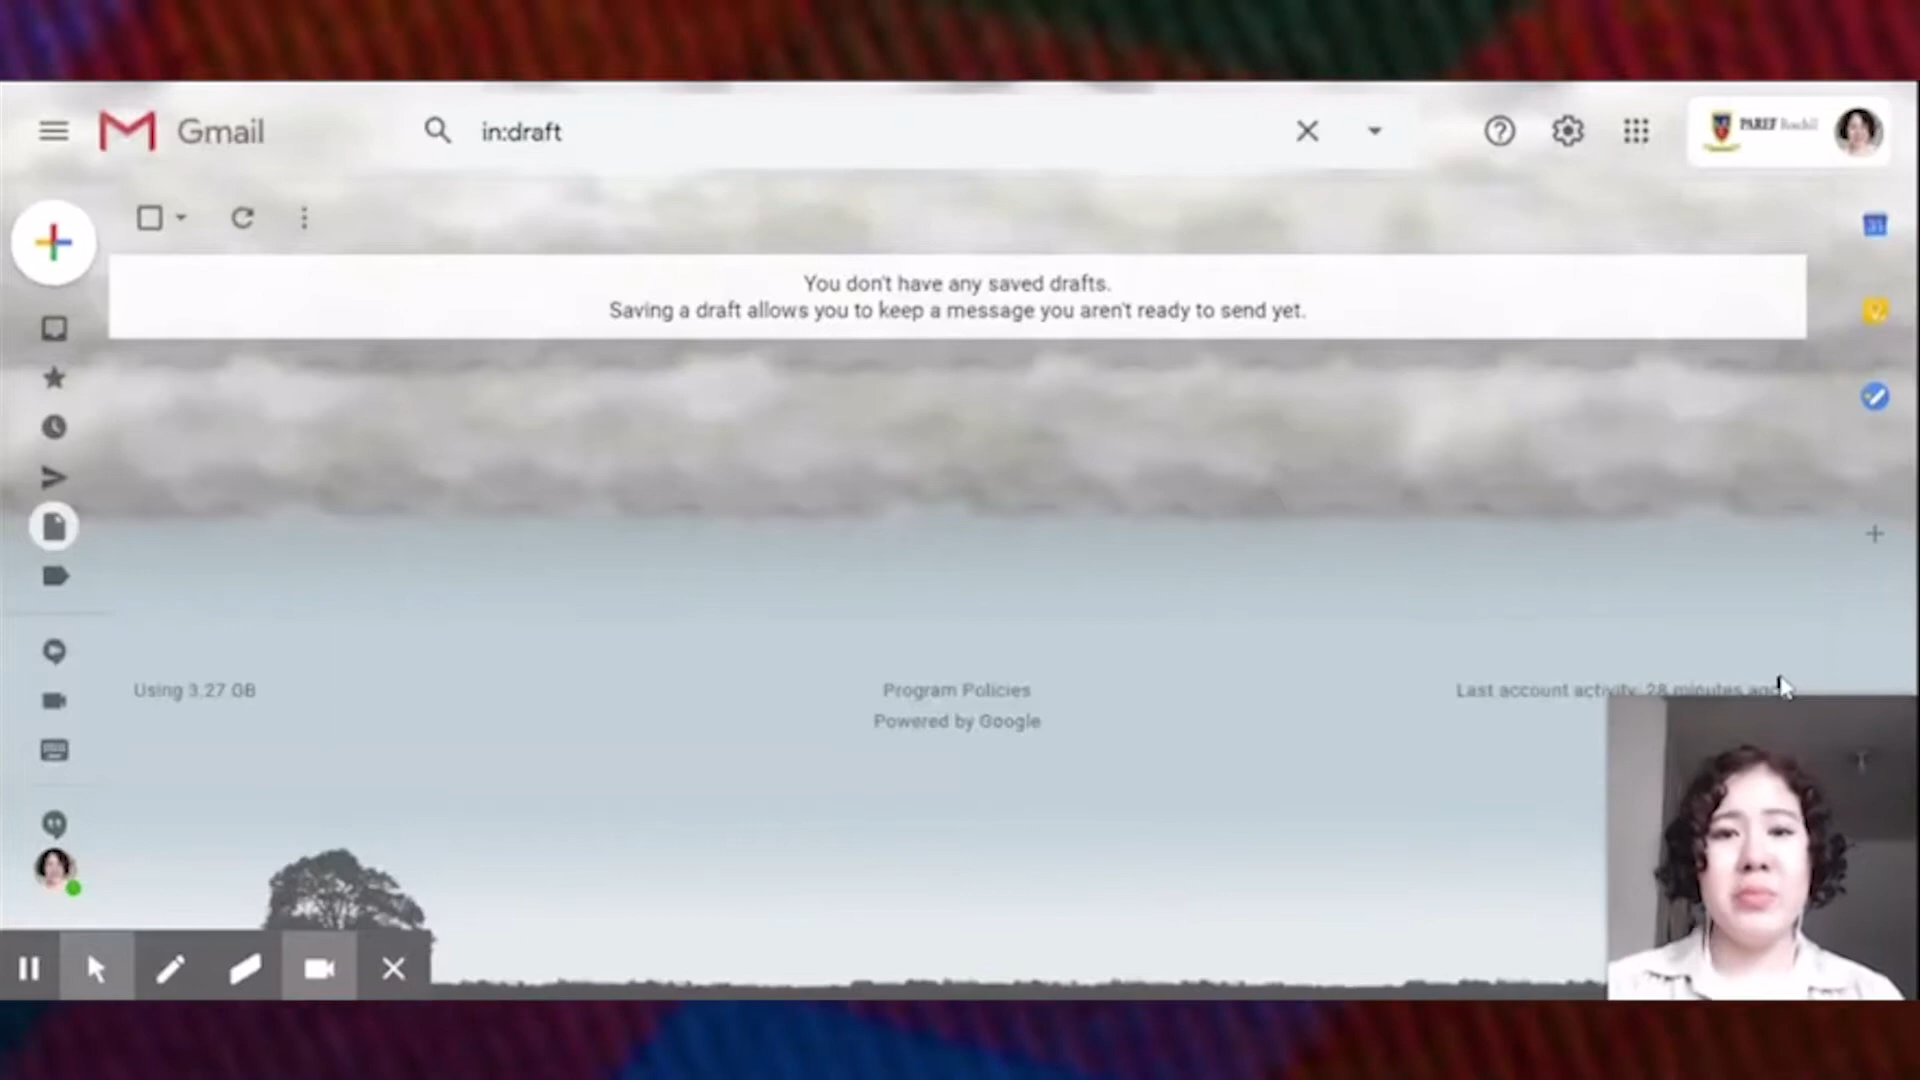 Gmail
in:draft
PAREF
You don't have any saved drafts.
Saving a draft allows you to keep a message you aren't ready to send yet.
Using 3.27 GB
Program Policies
Powered by Google
Last account activity: 28 minutes ago